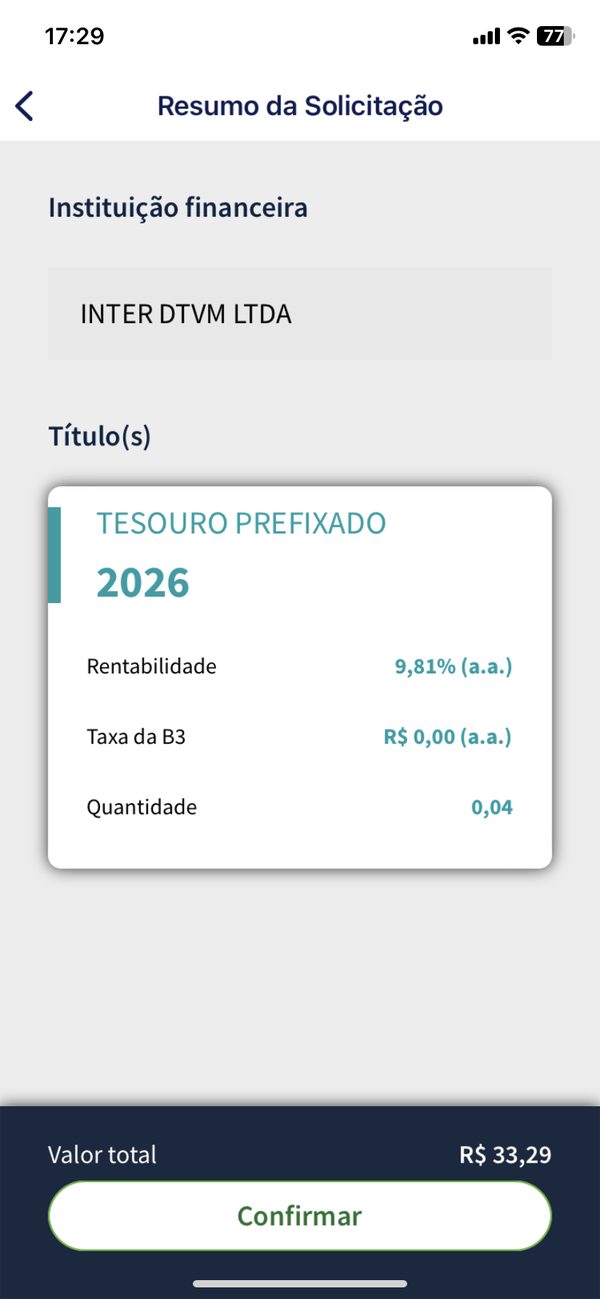 17:29
77
Resumo da Solicitação
Instituição financeira
INTER DTVM LTDA
Título(s)
TESOURO PREFIXADO
2026
Rentabilidade 9,81% (a.a.)
Taxa da B3 R$ 0,00 (a.a.)
Quantidade 0,04
Valor total R$ 33,29
Confirmar